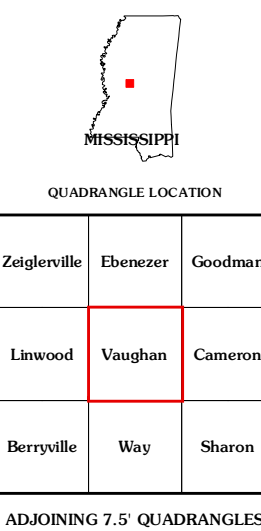 MISSISSIPPI
QUADRANGLE LOCATION
Zeiglerville Ebenezer Goodman
Linwood Vaughan Cameron
Berryville Way Sharon
ADJOINING 7.5' QUADRANGLES